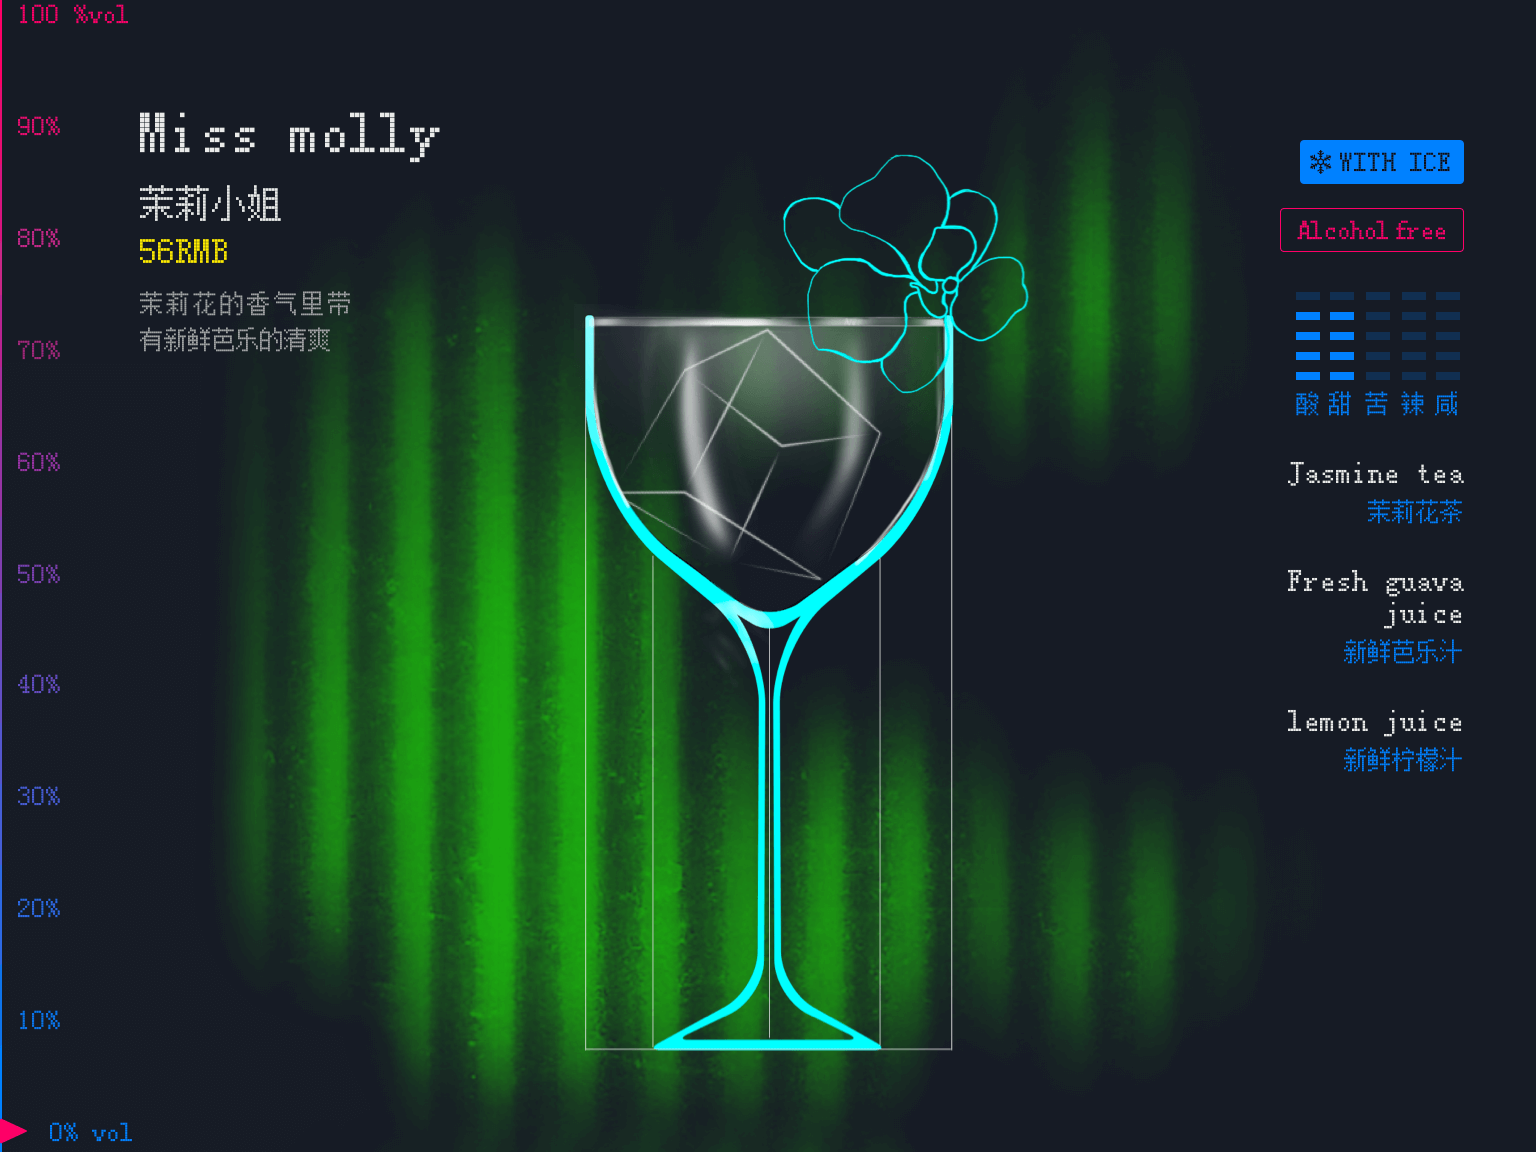 100 %vol
90%
80%
70%
60%
50%
40%
30%
20%
10%
0% vol
Miss molly
茉莉小姐
56RMB
茉莉花的香气里带
有新鲜芭乐的清爽
WITH ICE
Alcohol free
酸 甜 苦 辣 咸
Jasmine tea
茉莉花茶
Fresh guava
juice
新鲜芭乐汁
lemon juice
新鲜柠檬汁